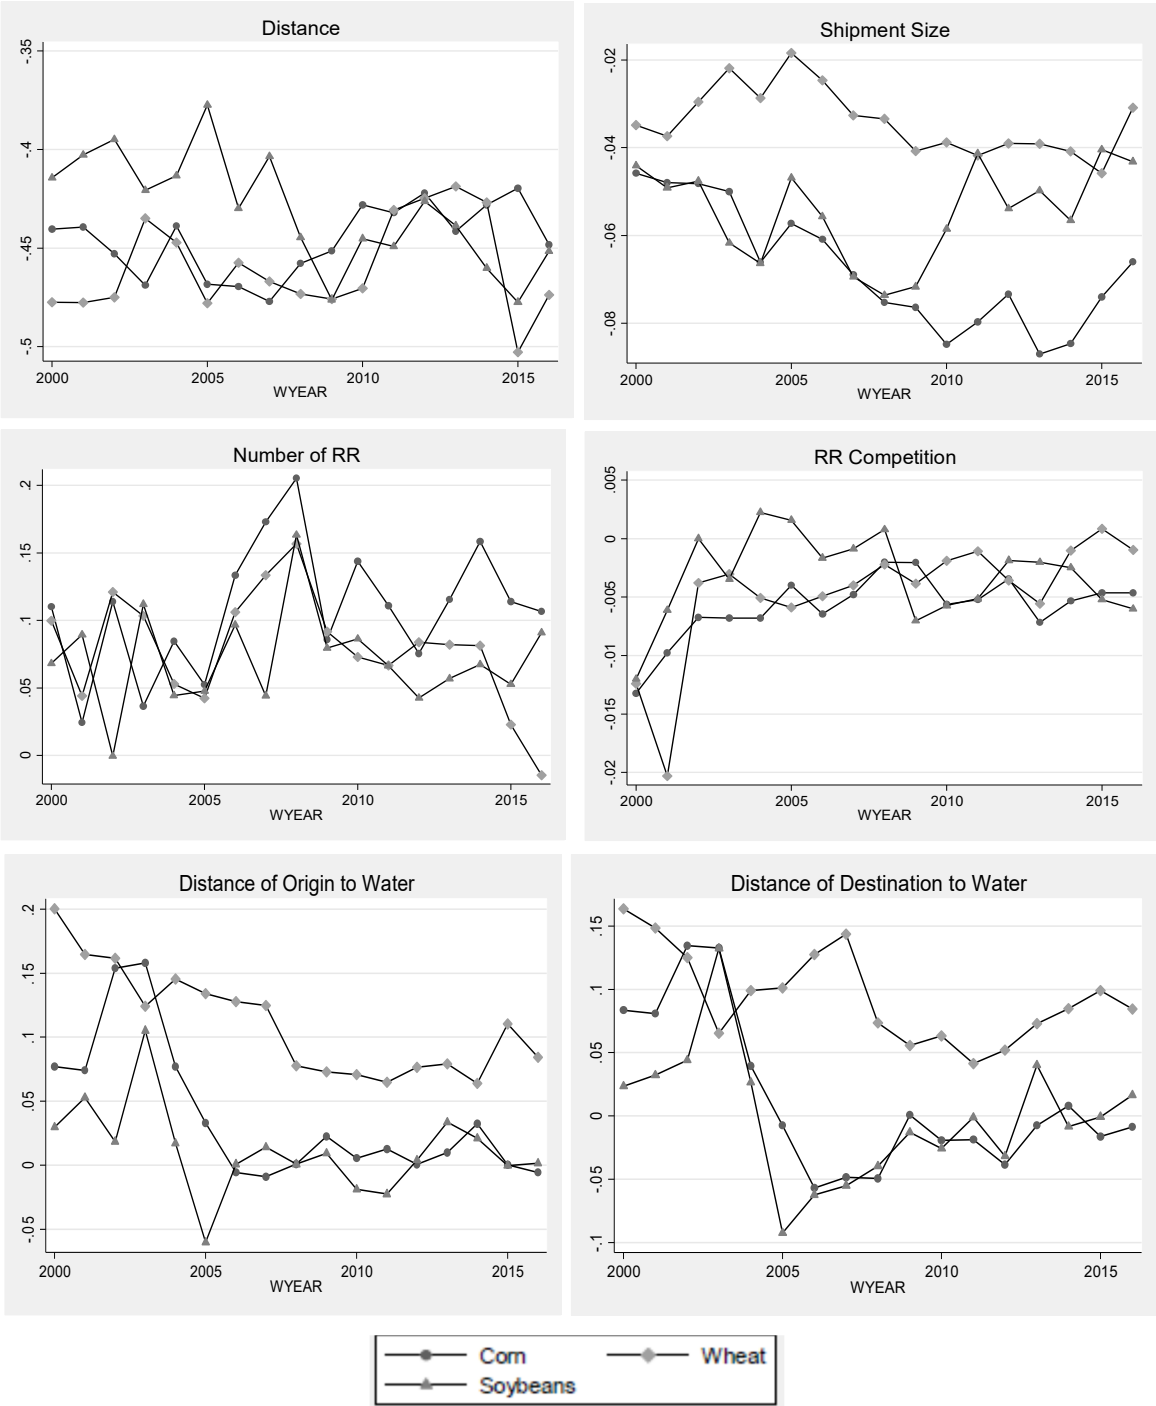 Distance
-.35
-.4
-.45
-.5
2000 2005 2010 2015
WYEAR
Shipment Size
-.02
-.04
-.06
-.08
2000 2005 2010 2015
WYEAR
Number of RR
.2
.15
.1
.05
0
2000 2005 2010 2015
WYEAR
RR Competition
.005
0
-.005
-.01
-.015
-.02
2000 2005 2010 2015
WYEAR
Distance of Origin to Water
.2
.15
.1
.05
0
-.05
2000 2005 2010 2015
WYEAR
Distance of Destination to Water
.15
.1
.05
0
-.05
-.1
2000 2005 2010 2015
WYEAR
Corn Wheat
Soybeans